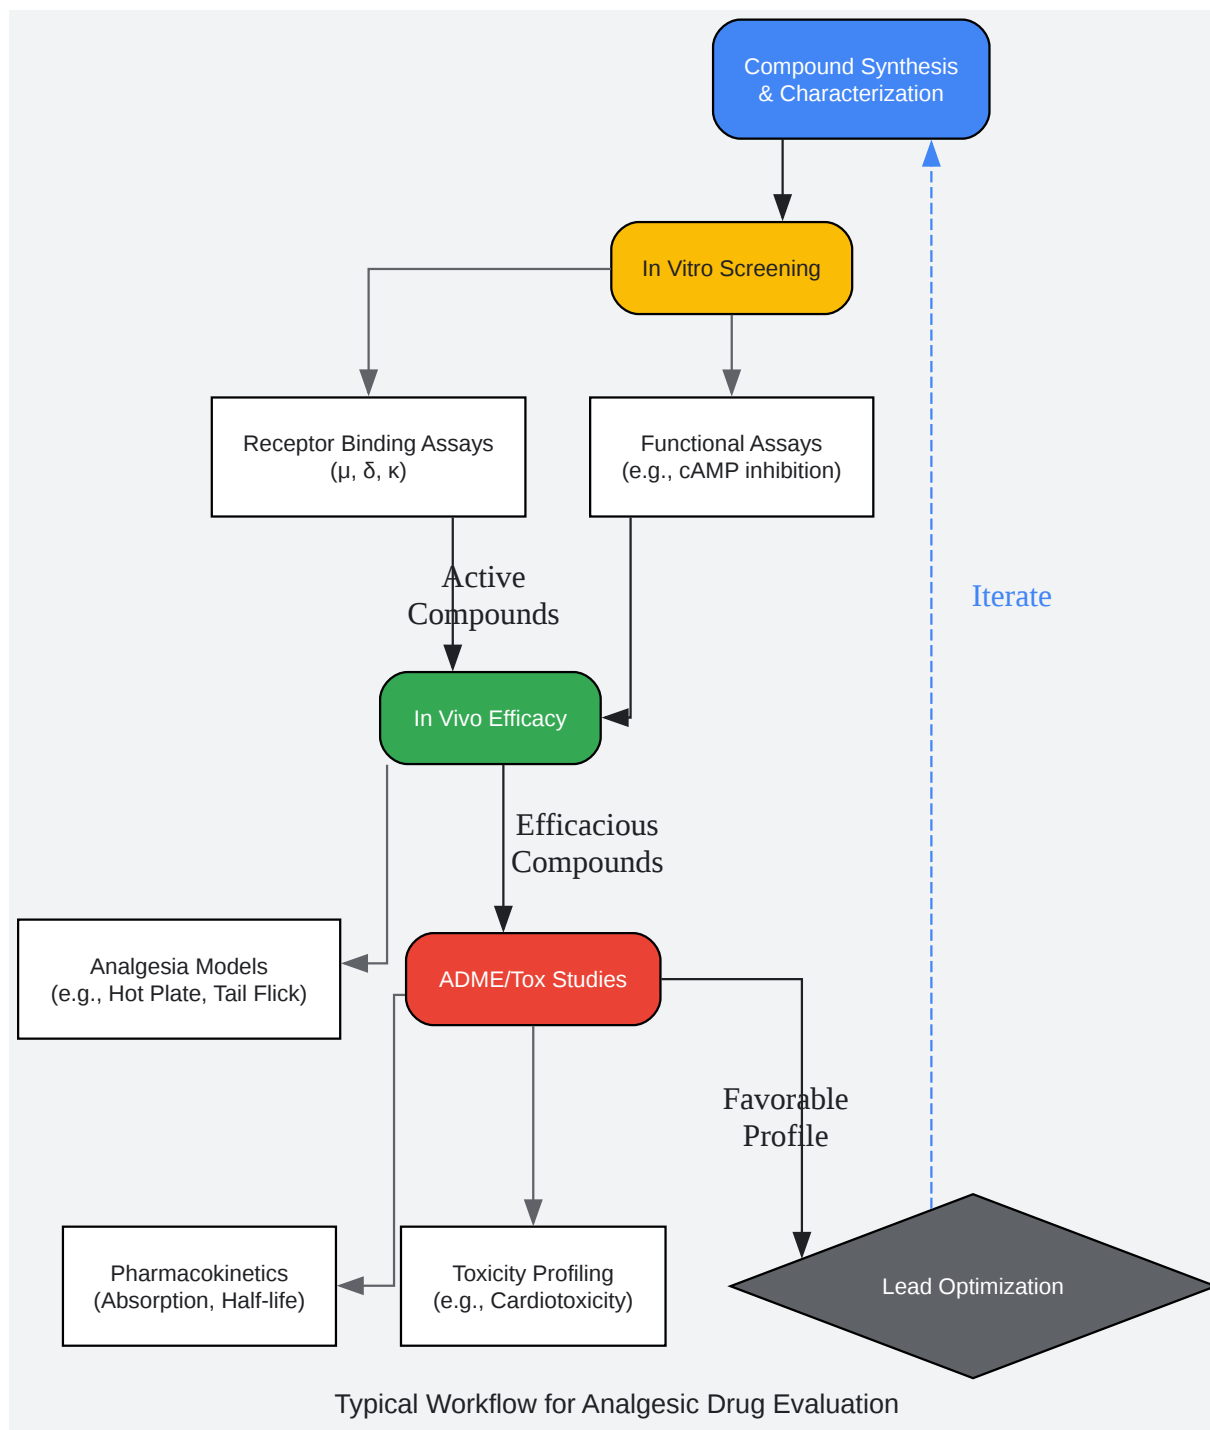 Compound Synthesis
& Characterization
In Vitro Screening
Receptor Binding Assays
(μ, δ, κ)
Functional Assays
(e.g., cAMP inhibition)
Active
Compounds
Iterate
In Vivo Efficacy
Efficacious
Compounds
Analgesia Models
(e.g., Hot Plate, Tail Flick)
ADME/Tox Studies
Favorable
Profile
Pharmacokinetics
(Absorption, Half-life)
Toxicity Profiling
(e.g., Cardiotoxicity)
Lead Optimization
Typical Workflow for Analgesic Drug Evaluation